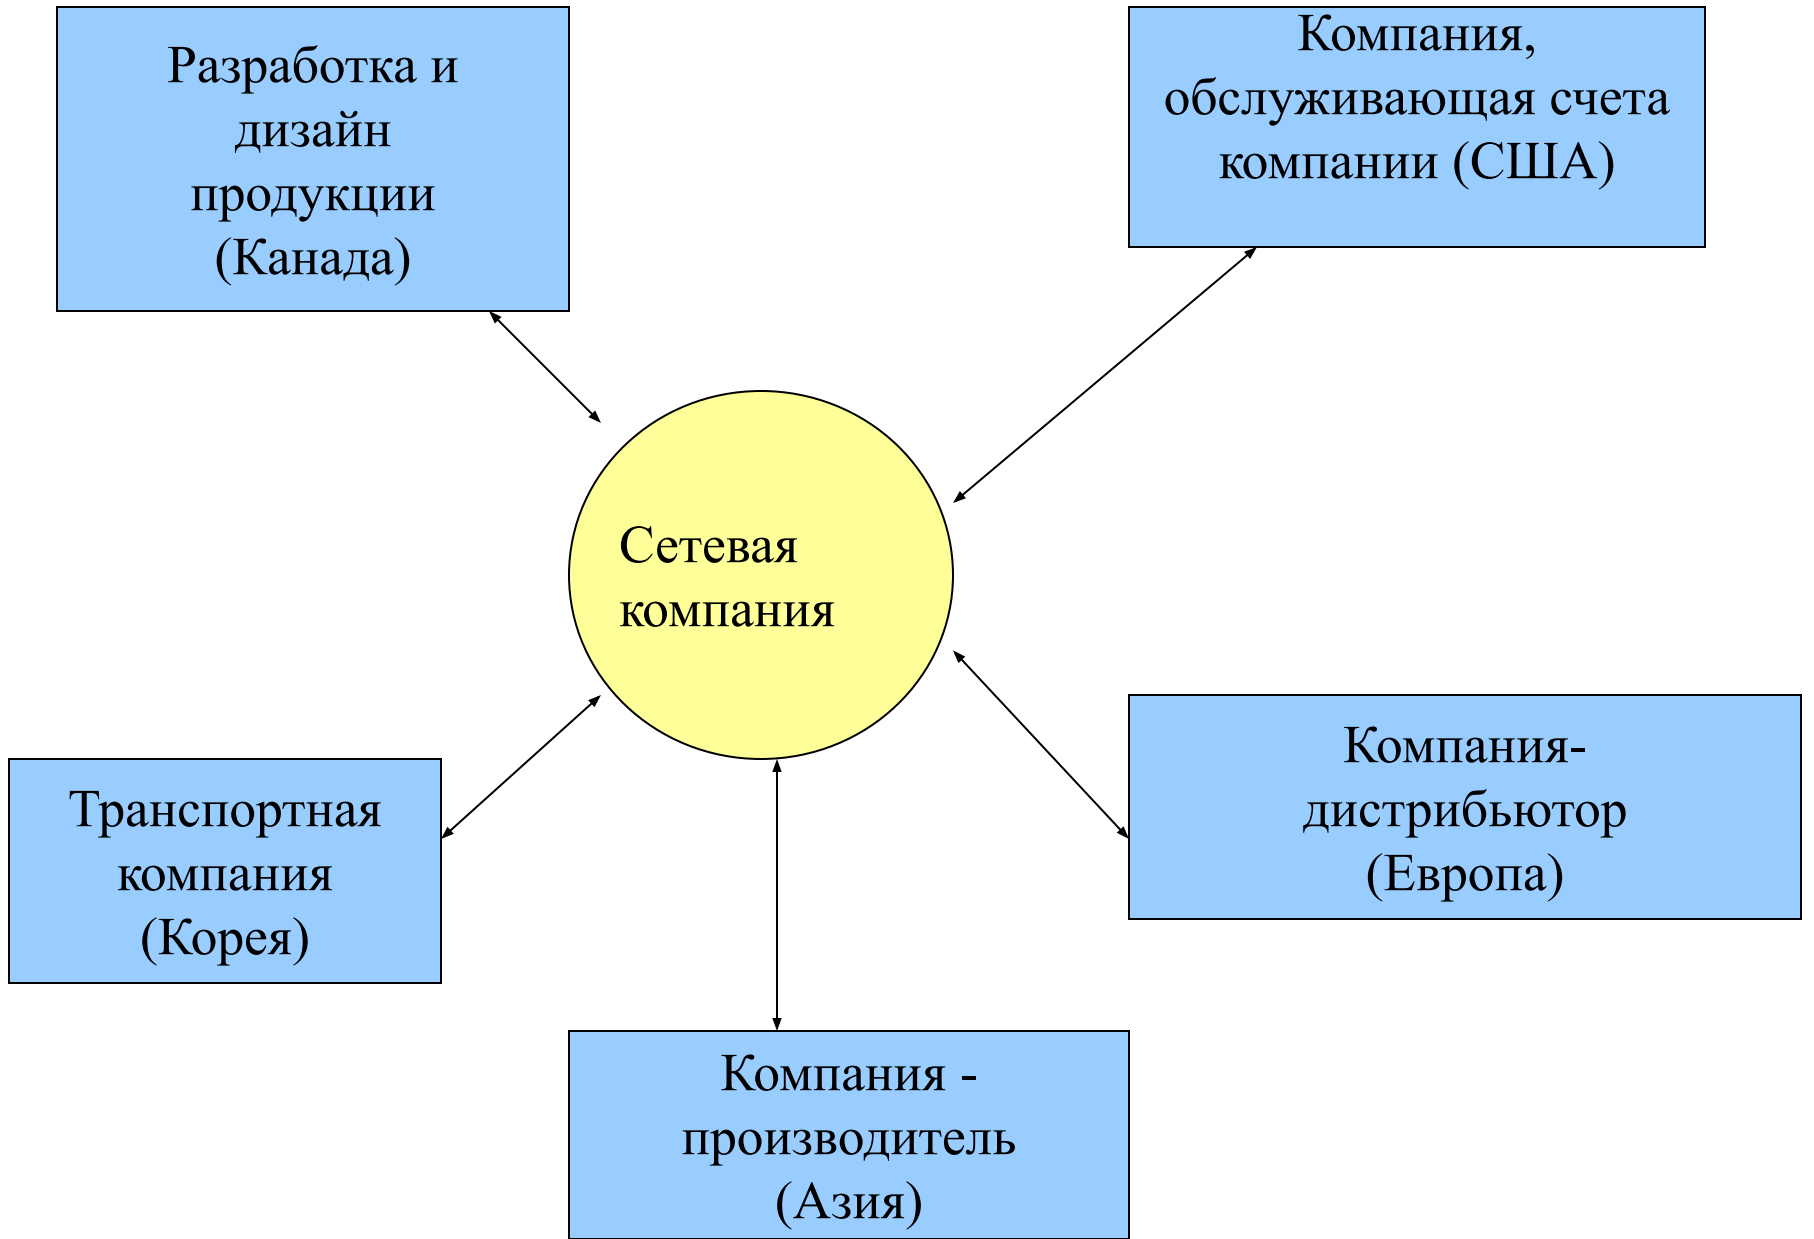 Разработка и
дизайн
продукции
(Канада)
Компания,
обслуживающая счета
компании (США)
Сетевая
компания
Транспортная
компания
(Корея)
Компания-
дистрибьютор
(Европа)
Компания -
производитель
(Азия)